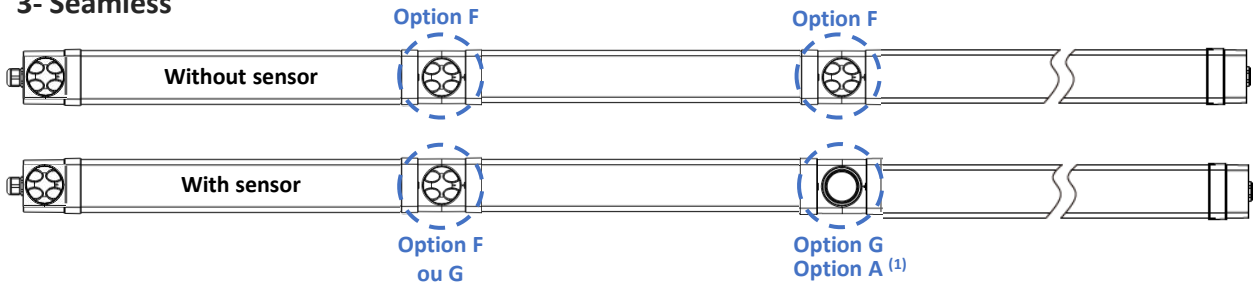 3- Seamless
Option F
Option F
Without sensor
With sensor
Option F
ou G
Option G
Option A (1)